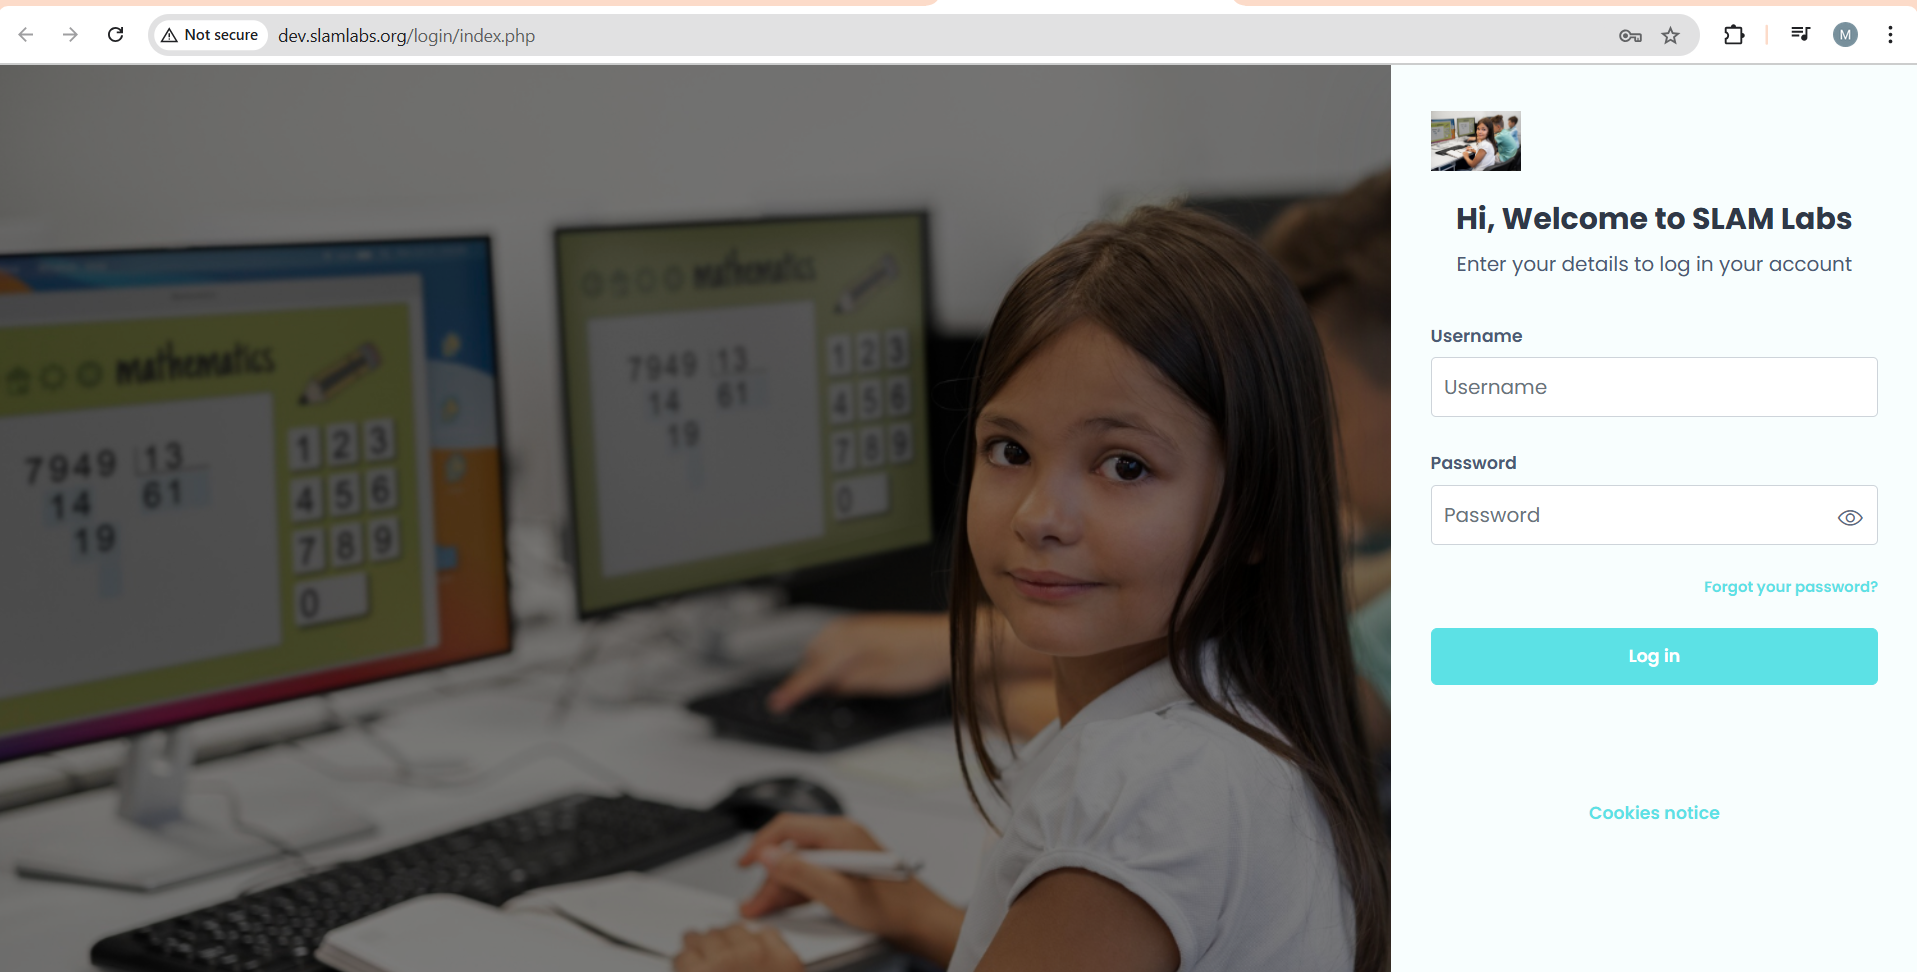 Not secure
dev.slamlabs.org/login/index.php
M
mathematics
7949 13
14 61
19
1 2 3
4 5 6
7 8 9
0
mathematics
7949 13
14 61
19
1 2 3
4 5 6
7 8 9
0
Hi, Welcome to SLAM Labs
Enter your details to log in your account
Username
Username
Password
Password
Forgot your password?
Log in
Cookies notice